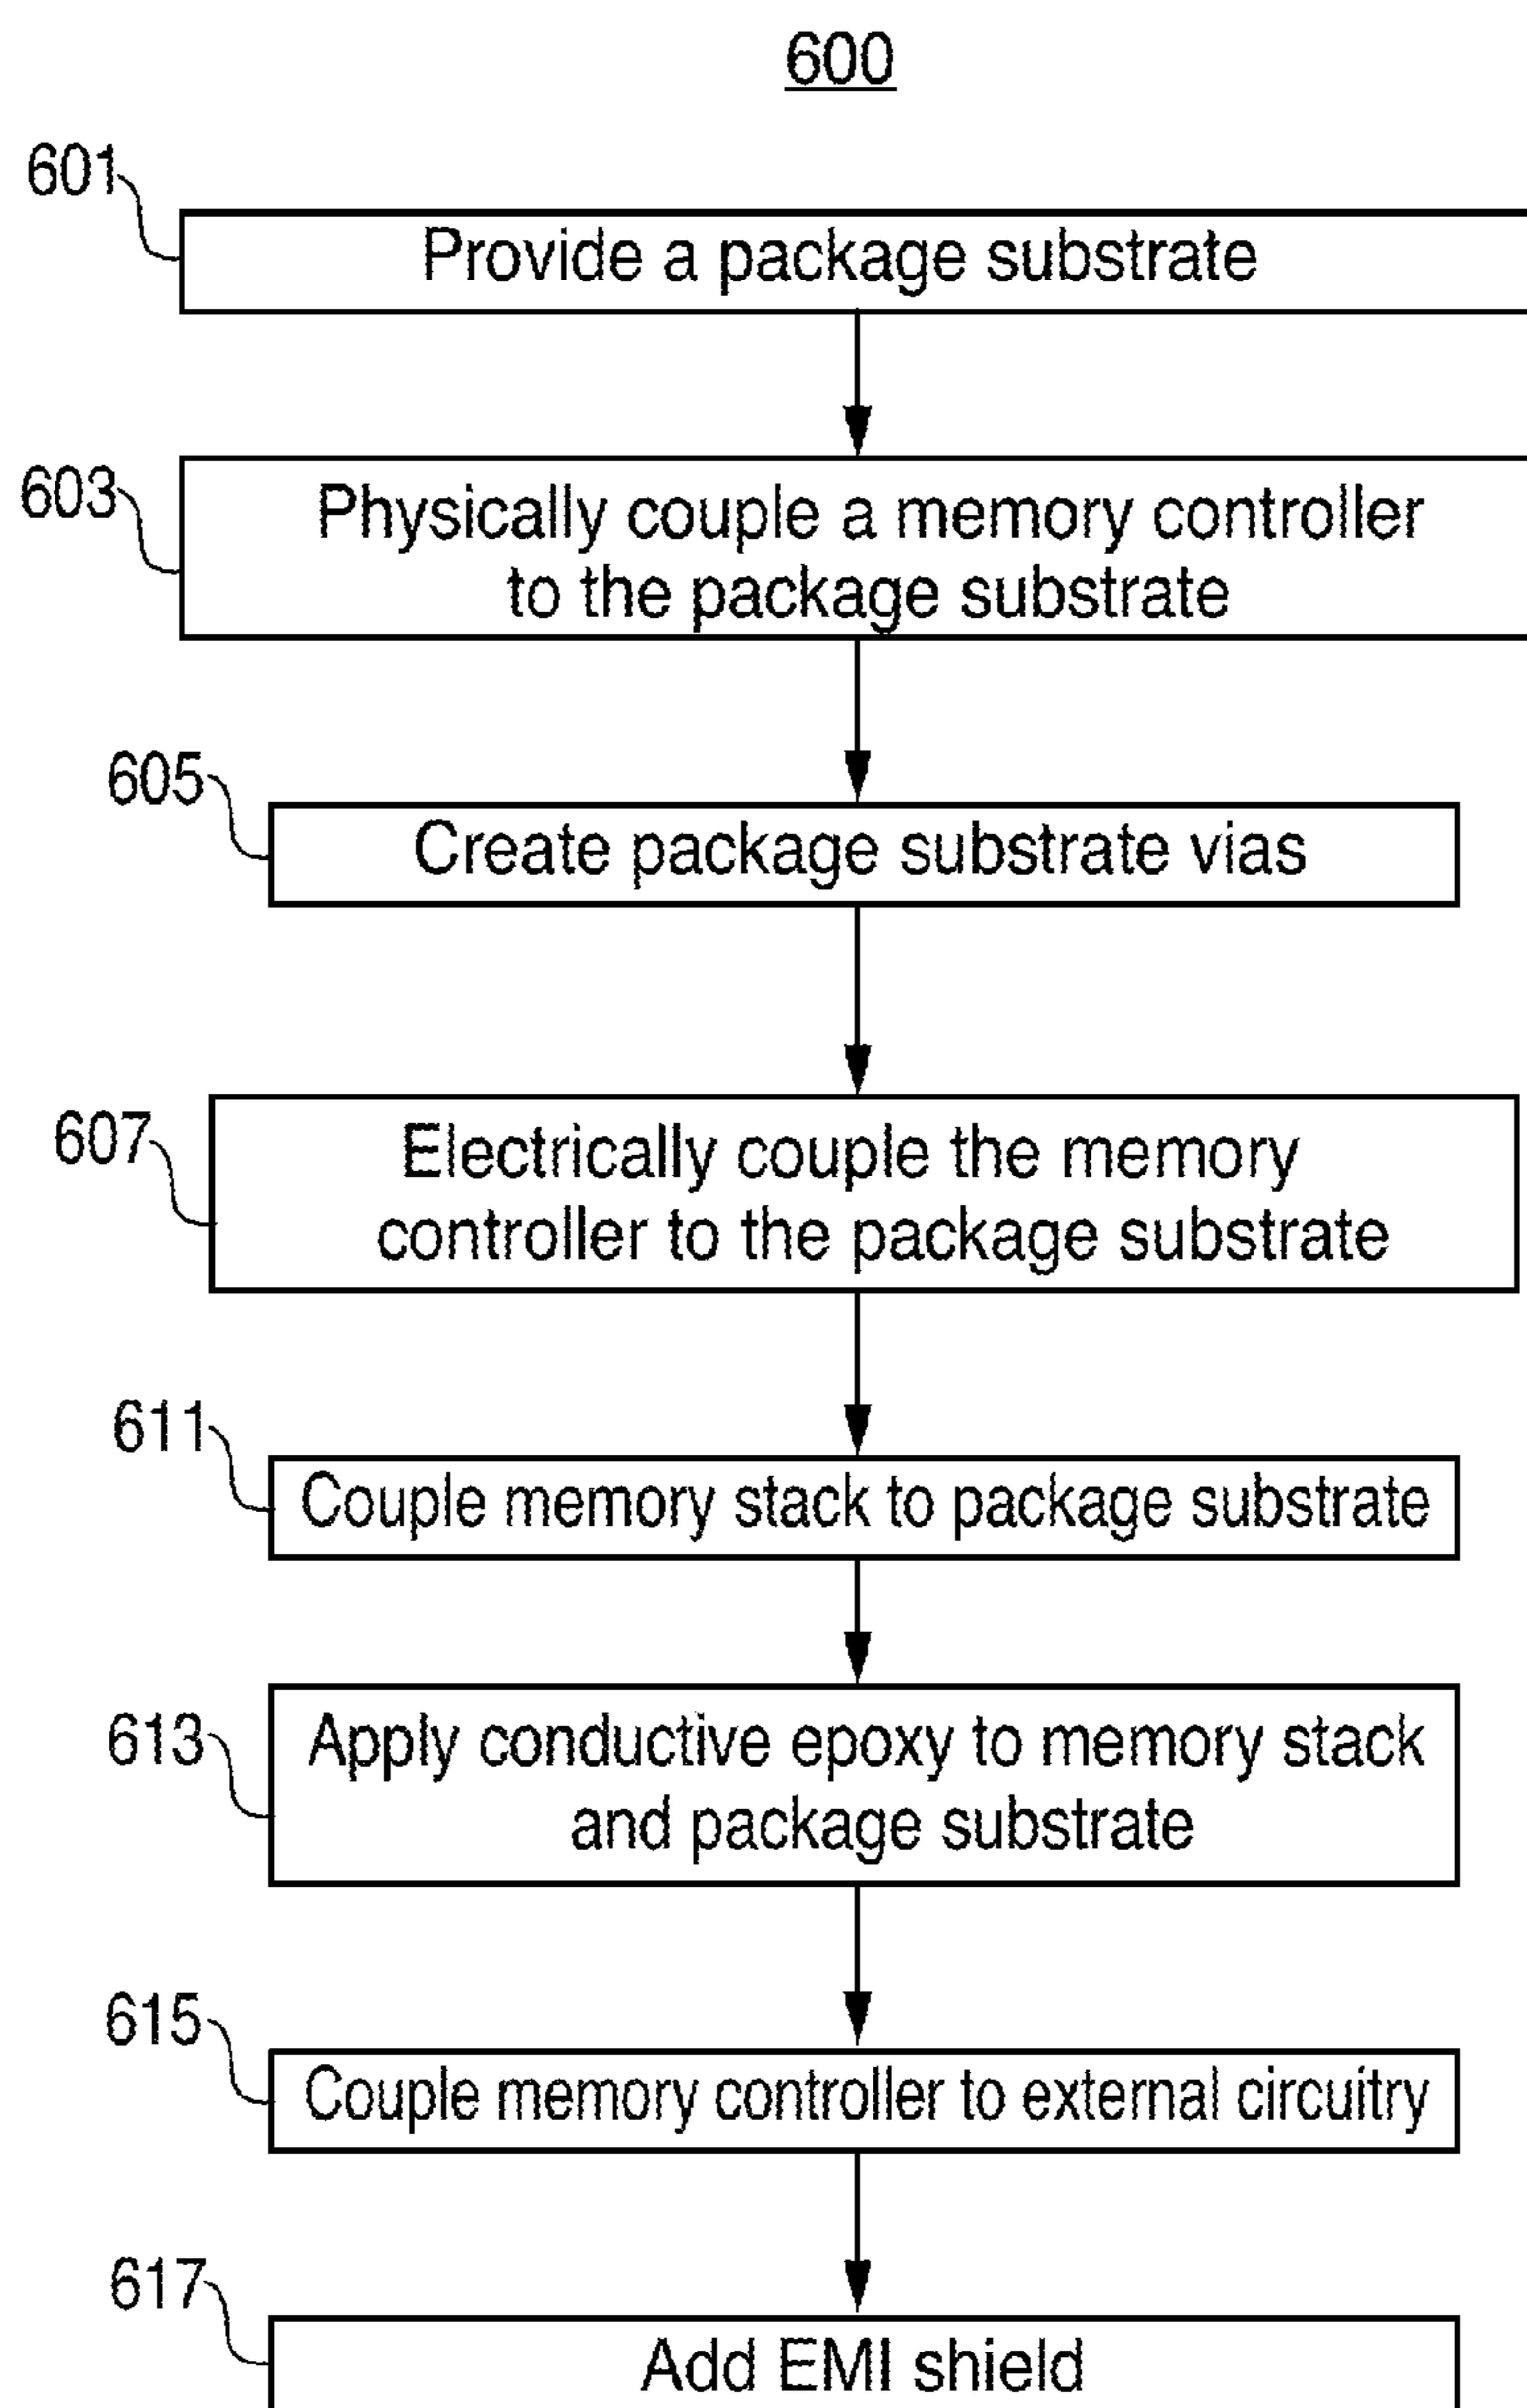 600
601
Provide a package substrate
603
Physically couple a memory controller
to the package substrate
605
Create package substrate vias
607
Electrically couple the memory
controller to the package substrate
611
Couple memory stack to package substrate
613
Apply conductive epoxy to memory stack
and package substrate
615
Couple memory controller to external circuitry
617
Add EMI shield